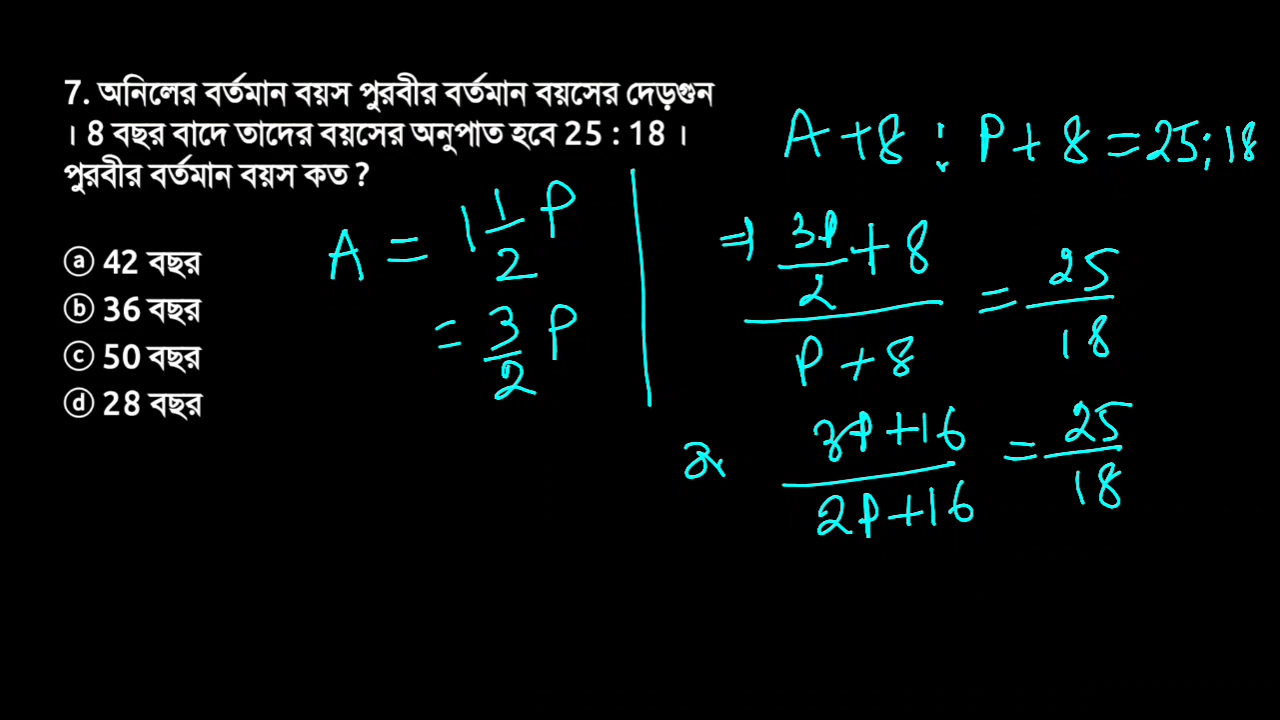 7. অনিলের বর্তমান বয়স পুরবীর বর্তমান বয়সের দেড়গুন
। 8 বছর বাদে তাদের বয়সের অনুপাত হবে 25 : 18 ।
পুরবীর বর্তমান বয়স কত ?
ⓐ 42 বছর
ⓑ 36 বছর
ⓒ 50 বছর
ⓓ 28 বছর
A = 1 1/2 P
= 3/2 P
A + 8 : P + 8 = 25 : 18
⇒ (3P/2 + 8)/(P + 8) = 25/18
বা (3P + 16)/(2P + 16) = 25/18